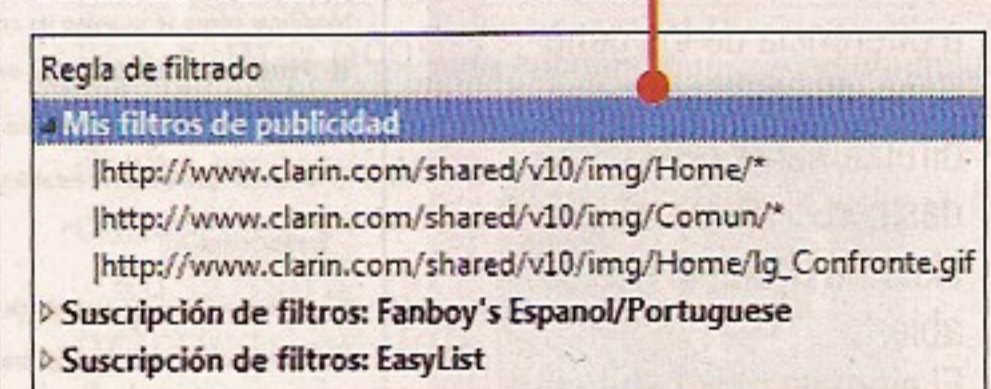 Regla de filtrado
Mis filtros de publicidad
|http://www.clarin.com/shared/v10/img/Home/*
|http://www.clarin.com/shared/v10/img/Comun/*
|http://www.clarin.com/shared/v10/img/Home/lg_Confronte.gif
Suscripción de filtros: Fanboy's Espanol/Portuguese
Suscripción de filtros: EasyList